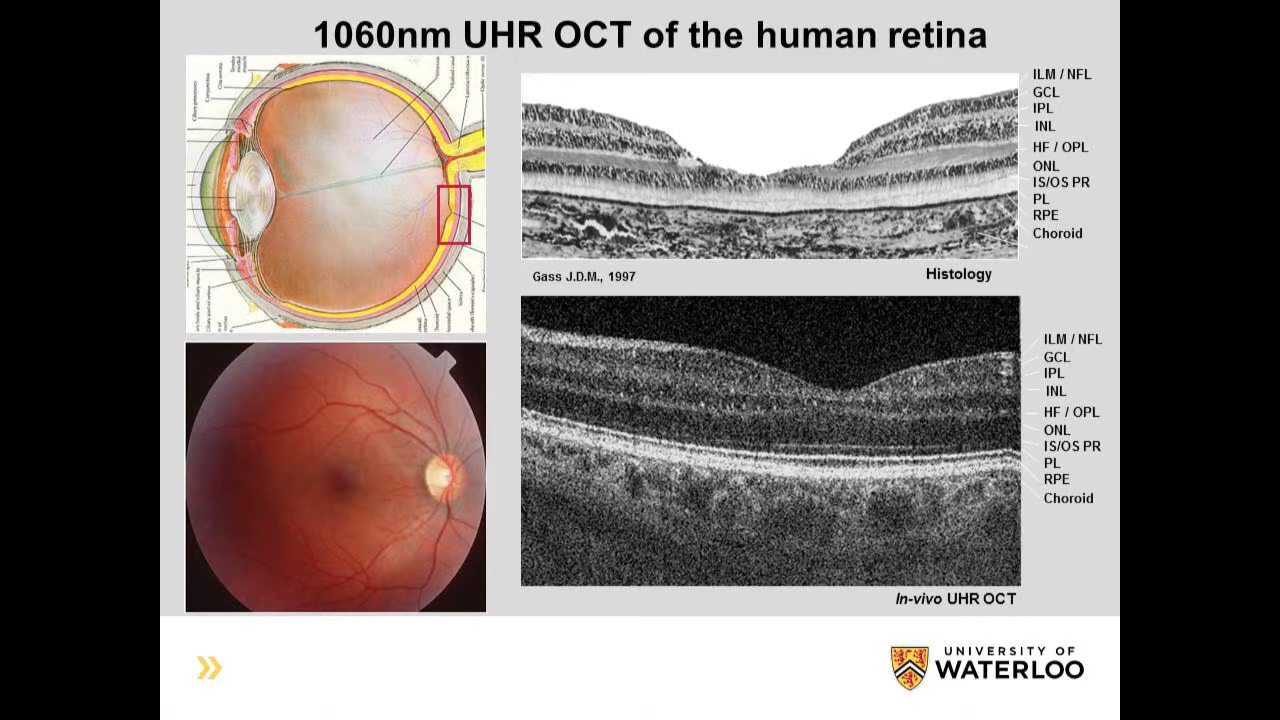 1060nm UHR OCT of the human retina
ILM / NFL
GCL
IPL
INL
HF / OPL
ONL
IS/OS PR
PL
RPE
Choroid
Gass J.D.M., 1997
Histology
ILM / NFL
GCL
IPL
INL
HF / OPL
ONL
IS/OS PR
PL
RPE
Choroid
In-vivo UHR OCT
UNIVERSITY OF
WATERLOO